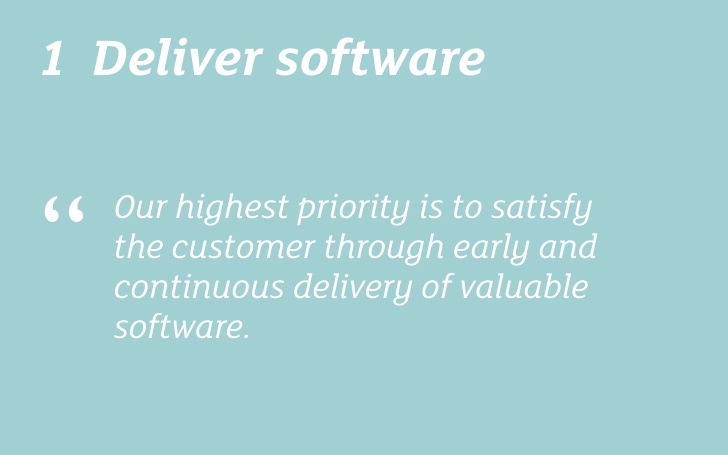 1 Deliver software
“ Our highest priority is to satisfy
the customer through early and
continuous delivery of valuable
software.